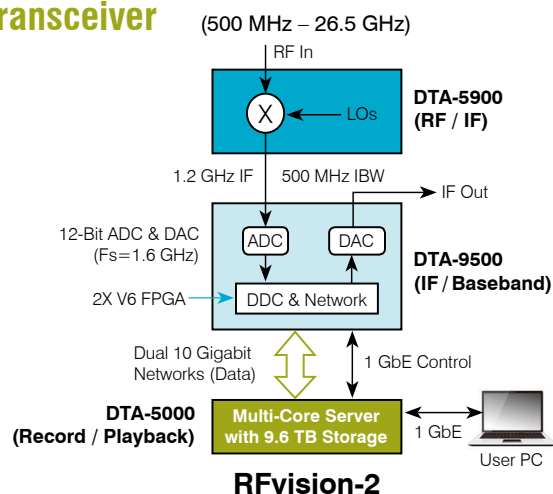 ransceiver
(500 MHz – 26.5 GHz)
RF In
X
LOs
DTA-5900
(RF / IF)
1.2 GHz IF
500 MHz IBW
IF Out
12-Bit ADC & DAC
(Fs=1.6 GHz)
ADC
DAC
DTA-9500
(IF / Baseband)
2X V6 FPGA
DDC & Network
Dual 10 Gigabit
Networks (Data)
1 GbE Control
DTA-5000
(Record / Playback)
Multi-Core Server
with 9.6 TB Storage
1 GbE
User PC
RFvision-2